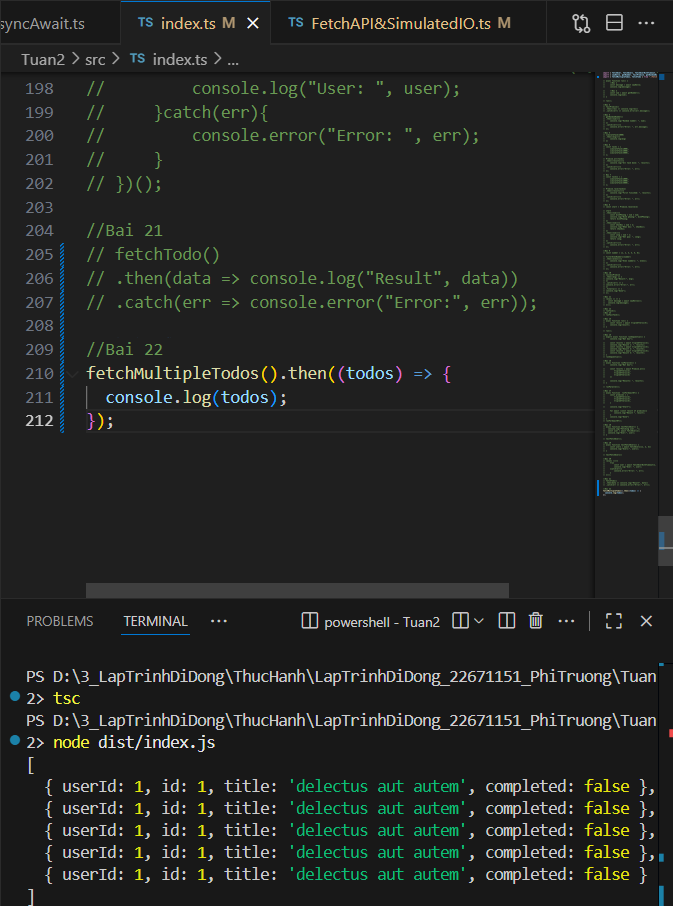 syncAwait.ts TS index.ts M TS FetchAPI&SimulatedIO.ts M
Tuan2 > src > TS index.ts > ...
198 // console.log("User: ", user);
199 // }catch(err){
200 // console.error("Error: ", err);
201 // }
202 // })();
203
204 //Bai 21
205 // fetchTodo()
206 // .then(data => console.log("Result", data))
207 // .catch(err => console.error("Error:", err));
208
209 //Bai 22
210 fetchMultipleTodos().then((todos) => {
211 console.log(todos);
212 });
PROBLEMS TERMINAL ... powershell - Tuan2
PS D:\3_LapTrinhDiDong\ThucHanh\LapTrinhDiDong_22671151_PhiTruong\Tuan
2> tsc
PS D:\3_LapTrinhDiDong\ThucHanh\LapTrinhDiDong_22671151_PhiTruong\Tuan
2> node dist/index.js
[
{ userId: 1, id: 1, title: 'delectus aut autem', completed: false },
{ userId: 1, id: 1, title: 'delectus aut autem', completed: false },
{ userId: 1, id: 1, title: 'delectus aut autem', completed: false },
{ userId: 1, id: 1, title: 'delectus aut autem', completed: false },
{ userId: 1, id: 1, title: 'delectus aut autem', completed: false }
]